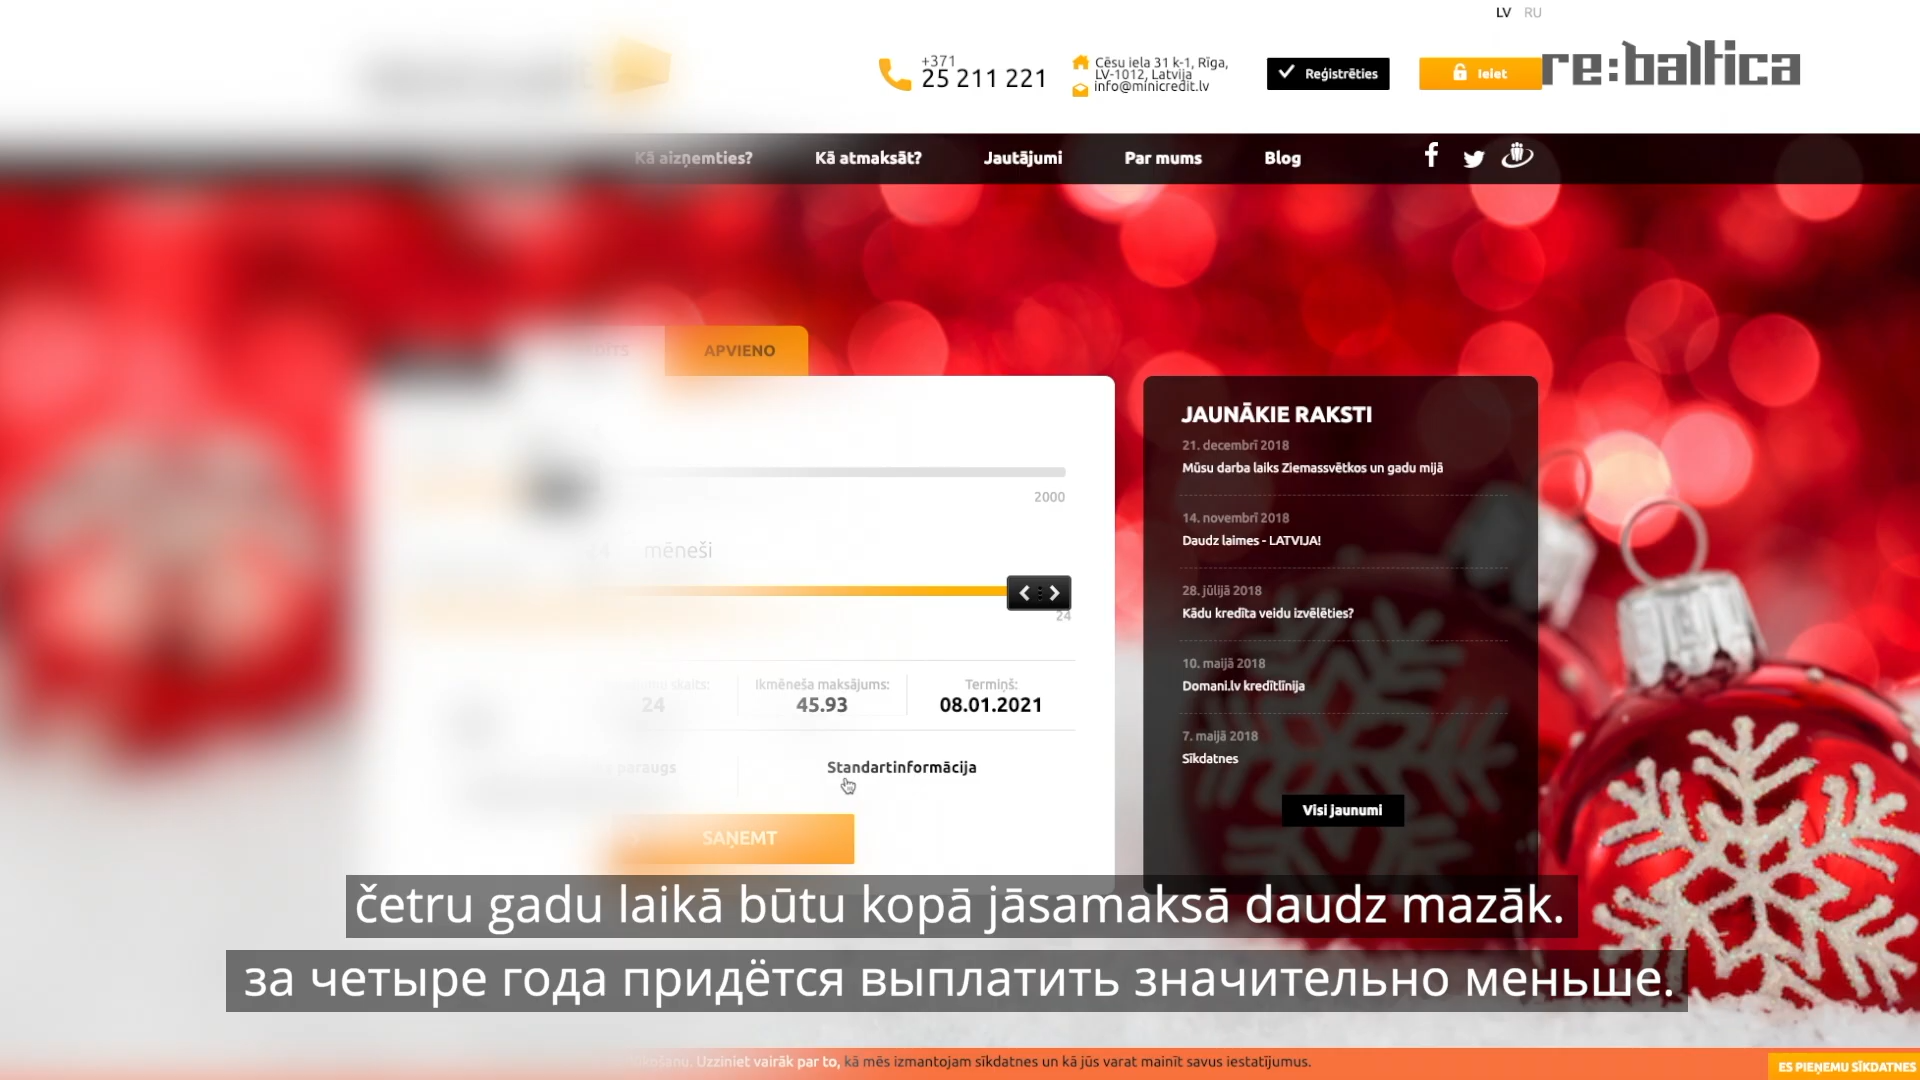 LV RU
+371
25 211 221
Cēsu iela 31 k-1, Rīga,
LV-1012, Latvija
info@minicredit.lv
Reģistrēties
Ieiet
re:baltica
Kā aizņemties?
Kā atmaksāt?
Jautājumi
Par mums
Blog
APVIENO
2000
mēneši
24
skaits:
24
Ikmēneša maksājums:
45.93
Termiņš:
08.01.2021
paraugs
Standartinformācija
SAŅEMT
JAUNĀKIE RAKSTI
21. decembrī 2018
Mūsu darba laiks Ziemassvētkos un gadu mijā
14. novembrī 2018
Daudz laimes - LATVIJA!
28. jūlijā 2018
Kādu kredīta veidu izvēlēties?
10. maijā 2018
Domani.lv kredītlīnija
7. maijā 2018
Sīkdatnes
Visi jaunumi
četru gadu laikā būtu kopā jāsamaksā daudz mazāk.
за четыре года придётся выплатить значительно меньше.
Uzziniet vairāk par to, kā mēs izmantojam sīkdatnes un kā jūs varat mainīt savus iestatījumus.
ES PIEŅEMU SĪKDATNES